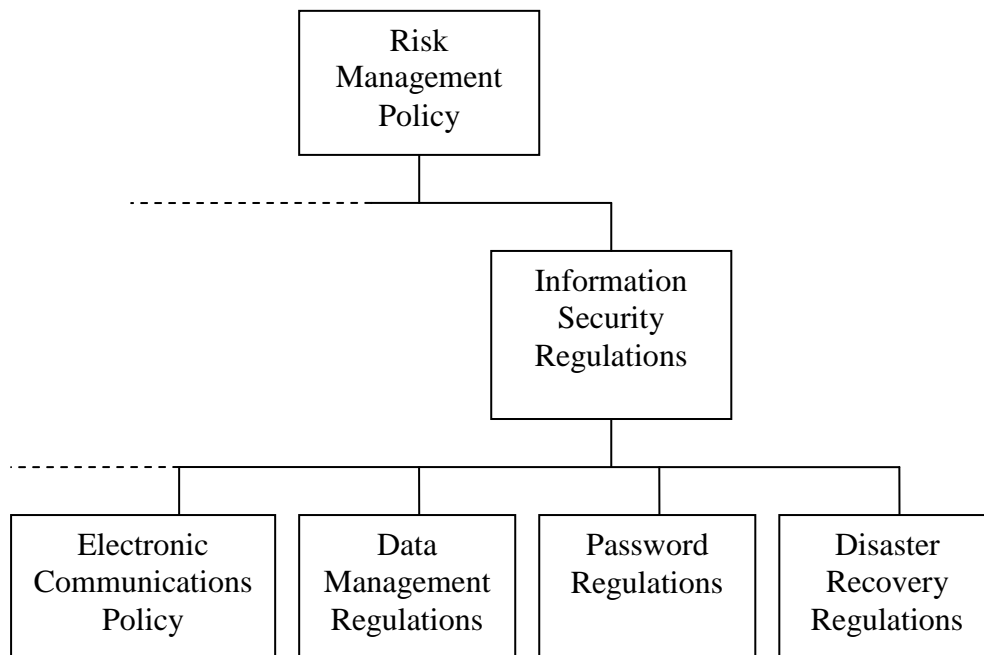 Risk
Management
Policy
Information
Security
Regulations
Electronic
Communications
Policy
Data
Management
Regulations
Password
Regulations
Disaster
Recovery
Regulations